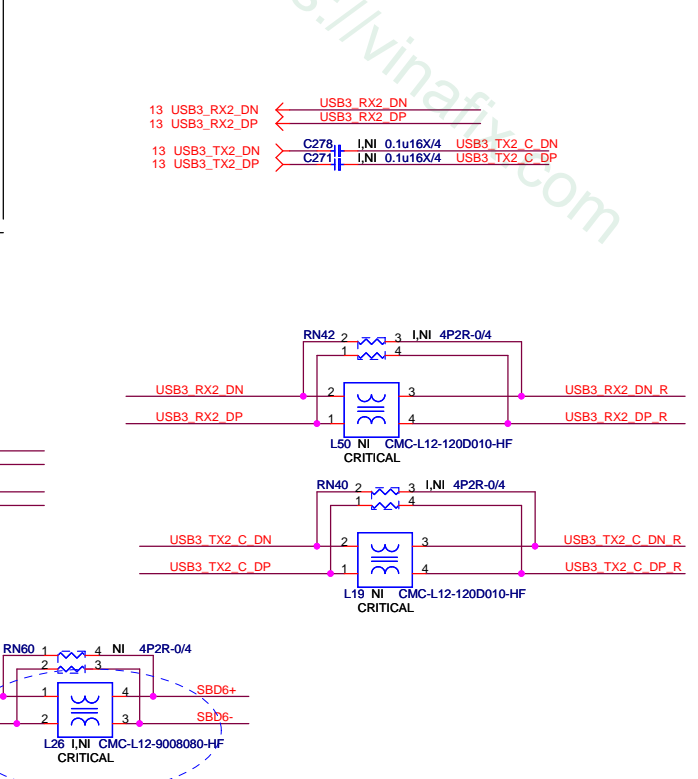 s://vinafix.com
13 USB3_RX2_DN USB3_RX2_DN
13 USB3_RX2_DP USB3_RX2_DP
13 USB3_TX2_DN C278 I,NI 0.1u16X/4 USB3_TX2_C_DN
13 USB3_TX2_DP C271 I,NI 0.1u16X/4 USB3_TX2_C_DP
RN42 2 3 I,NI 4P2R-0/4
1 4
USB3_RX2_DN 2 3 USB3_RX2_DN_R
USB3_RX2_DP 1 4 USB3_RX2_DP_R
L50 NI CMC-L12-120D010-HF
CRITICAL
RN40 2 3 I,NI 4P2R-0/4
1 4
USB3_TX2_C_DN 2 3 USB3_TX2_C_DN_R
USB3_TX2_C_DP 1 4 USB3_TX2_C_DP_R
L19 NI CMC-L12-120D010-HF
CRITICAL
RN60 1 4 NI 4P2R-0/4
2 3
1 4 SBD6+
2 3 SBD6-
L26 I,NI CMC-L12-9008080-HF
CRITICAL